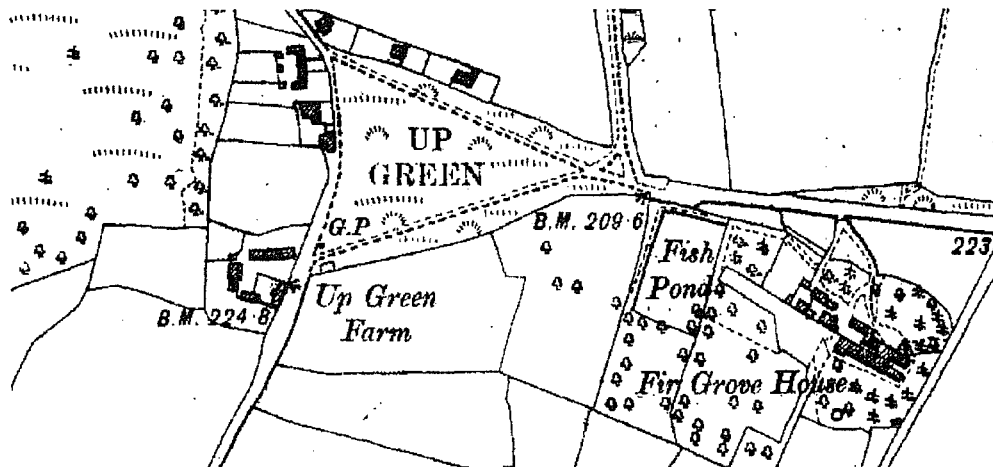 UP
GREEN
G.P
B.M. 209·6
223
Fish
Pond
Up Green
Farm
B.M. 224·8
Fir Grove House